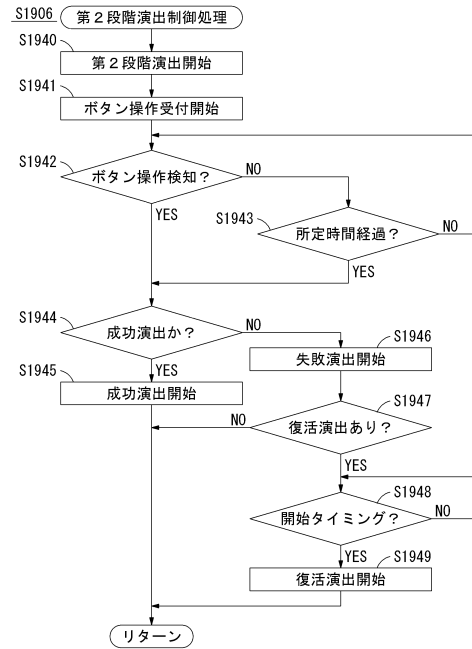 S1906
第２段階演出制御処理
S1940
第２段階演出開始
S1941
ボタン操作受付開始
S1942
ボタン操作検知？
NO
YES
S1943
所定時間経過？
NO
YES
S1944
成功演出か？
NO
YES
S1945
成功演出開始
S1946
失敗演出開始
S1947
復活演出あり？
NO
YES
S1948
開始タイミング？
NO
YES
S1949
復活演出開始
リターン